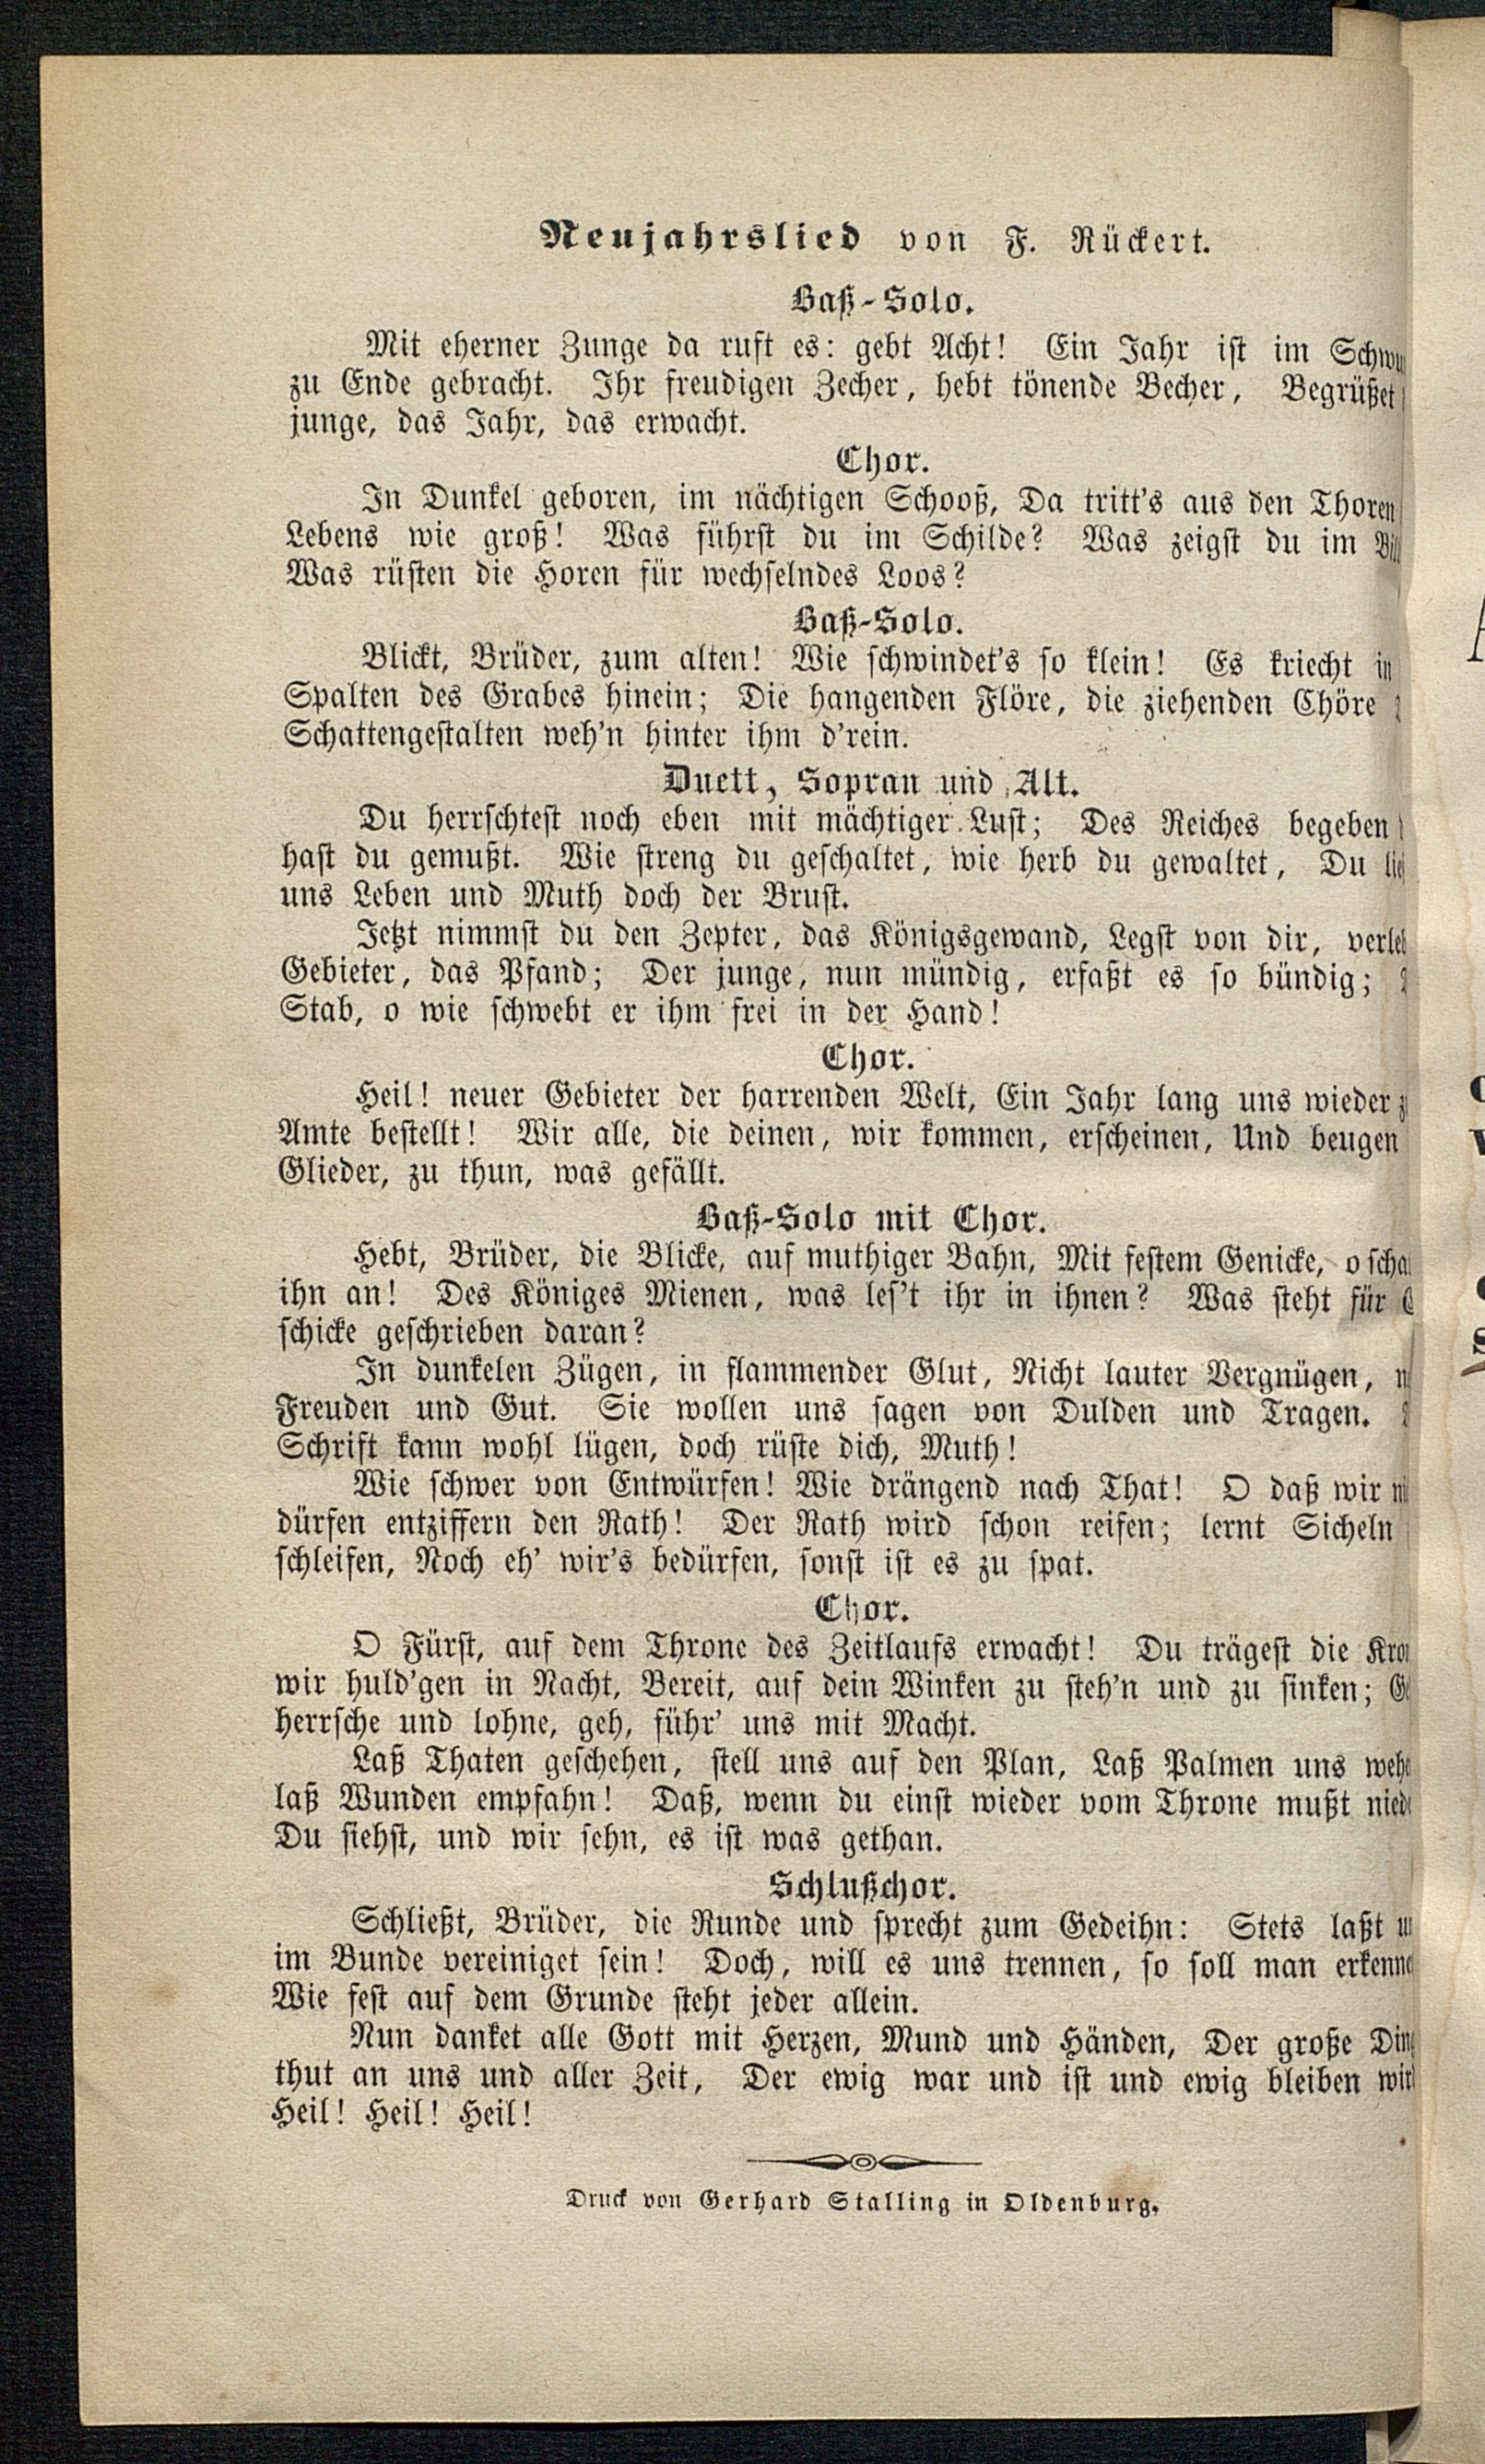 Neujahrslied von F. Rückert.
Baß-Solo.
Mit eherner Zunge da ruft es: gebt Acht! Ein Jahr ist im
zu Ende gebracht. Ihr freudigen Zecher, hebt tönende Becher, Begrüßet
junge, das Jahr, das erwacht.
Chor.
In Dunkel geboren, im nächtigen Schooß, Da tritt's aus den Thoren
Lebens wie groß! Was führst du im Schilde? Was zeigst du im
Was rüsten die Horen für wechselndes Loos?
Baß-Solo.
Blickt, Brüder, zum alten! Wie schwindet's so klein! Es kriecht in
Spalten des Grabes hinein; Die hangenden Flöre, die ziehenden Chöre
Schattengestalten weh'n hinter ihm d'rein.
Duett, Sopran und Alt.
Du herrschtest noch eben mit mächtiger Lust; Des Reiches begeben
hast du gemußt. Wie streng du geschaltet, wie herb du gewaltet, Du
uns Leben und Muth doch der Brust.
Jetzt nimmst du den Zepter, das Königsgewand, Legst von dir,
Gebieter, das Pfand; Der junge, nun mündig, erfaßt es so bündig;
Stab, o wie schwebt er ihm frei in der Hand!
Chor.
Heil! neuer Gebieter der harrenden Welt, Ein Jahr lang uns wieder
Amte bestellt! Wir alle, die deinen, wir kommen, erscheinen, Und beugen
Glieder, zu thun, was gefällt.
Baß-Solo mit Chor.
Hebt, Brüder, die Blicke, auf muthiger Bahn, Mit festem Genicke, o
ihn an! Des Königes Mienen, was les't ihr in ihnen? Was steht für
schicke geschrieben daran?
In dunkelen Zügen, in flammender Glut, Nicht lauter Vergnügen,
Freuden und Gut. Sie wollen uns sagen von Dulden und Tragen.
Schrift kann wohl lügen, doch rüste dich, Muth!
Wie schwer von Entwürfen! Wie drängend nach That! O daß wir
dürfen entziffern den Rath! Der Rath wird schon reifen; lernt Sicheln
schleifen, Noch eh' wir's bedürfen, sonst ist es zu spat.
Chor.
O Fürst, auf dem Throne des Zeitlaufs erwacht! Du trägest die
wir huld'gen in Nacht, Bereit, auf dein Winken zu steh'n und zu sinken;
herrsche und lohne, geh, führ' uns mit Macht.
Laß Thaten geschehen, stell uns auf den Plan, Laß Palmen uns
laß Wunden empfahn! Daß, wenn du einst wieder vom Throne mußt
Du siehst, und wir sehn, es ist was gethan.
Schlußchor.
Schließt, Brüder, die Runde und sprecht zum Gedeihn: Stets laßt
im Bunde vereiniget sein! Doch, will es uns trennen, so soll man
Wie fest auf dem Grunde steht jeder allein.
Nun danket alle Gott mit Herzen, Mund und Händen, Der große
thut an uns und aller Zeit, Der ewig war und ist und ewig bleiben
Heil! Heil! Heil!
Druck von Gerhard Stalling in Oldenburg.